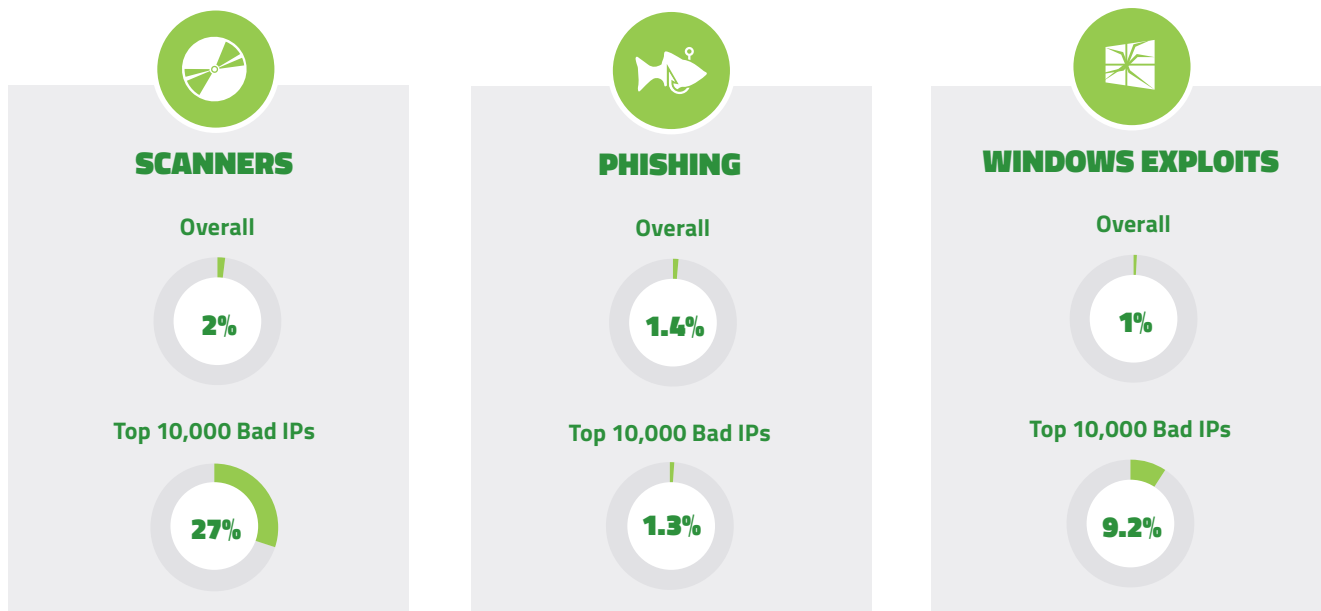 SCANNERS
Overall
2%
Top 10,000 Bad IPs
27%
PHISHING
Overall
1.4%
Top 10,000 Bad IPs
1.3%
WINDOWS EXPLOITS
Overall
1%
Top 10,000 Bad IPs
9.2%